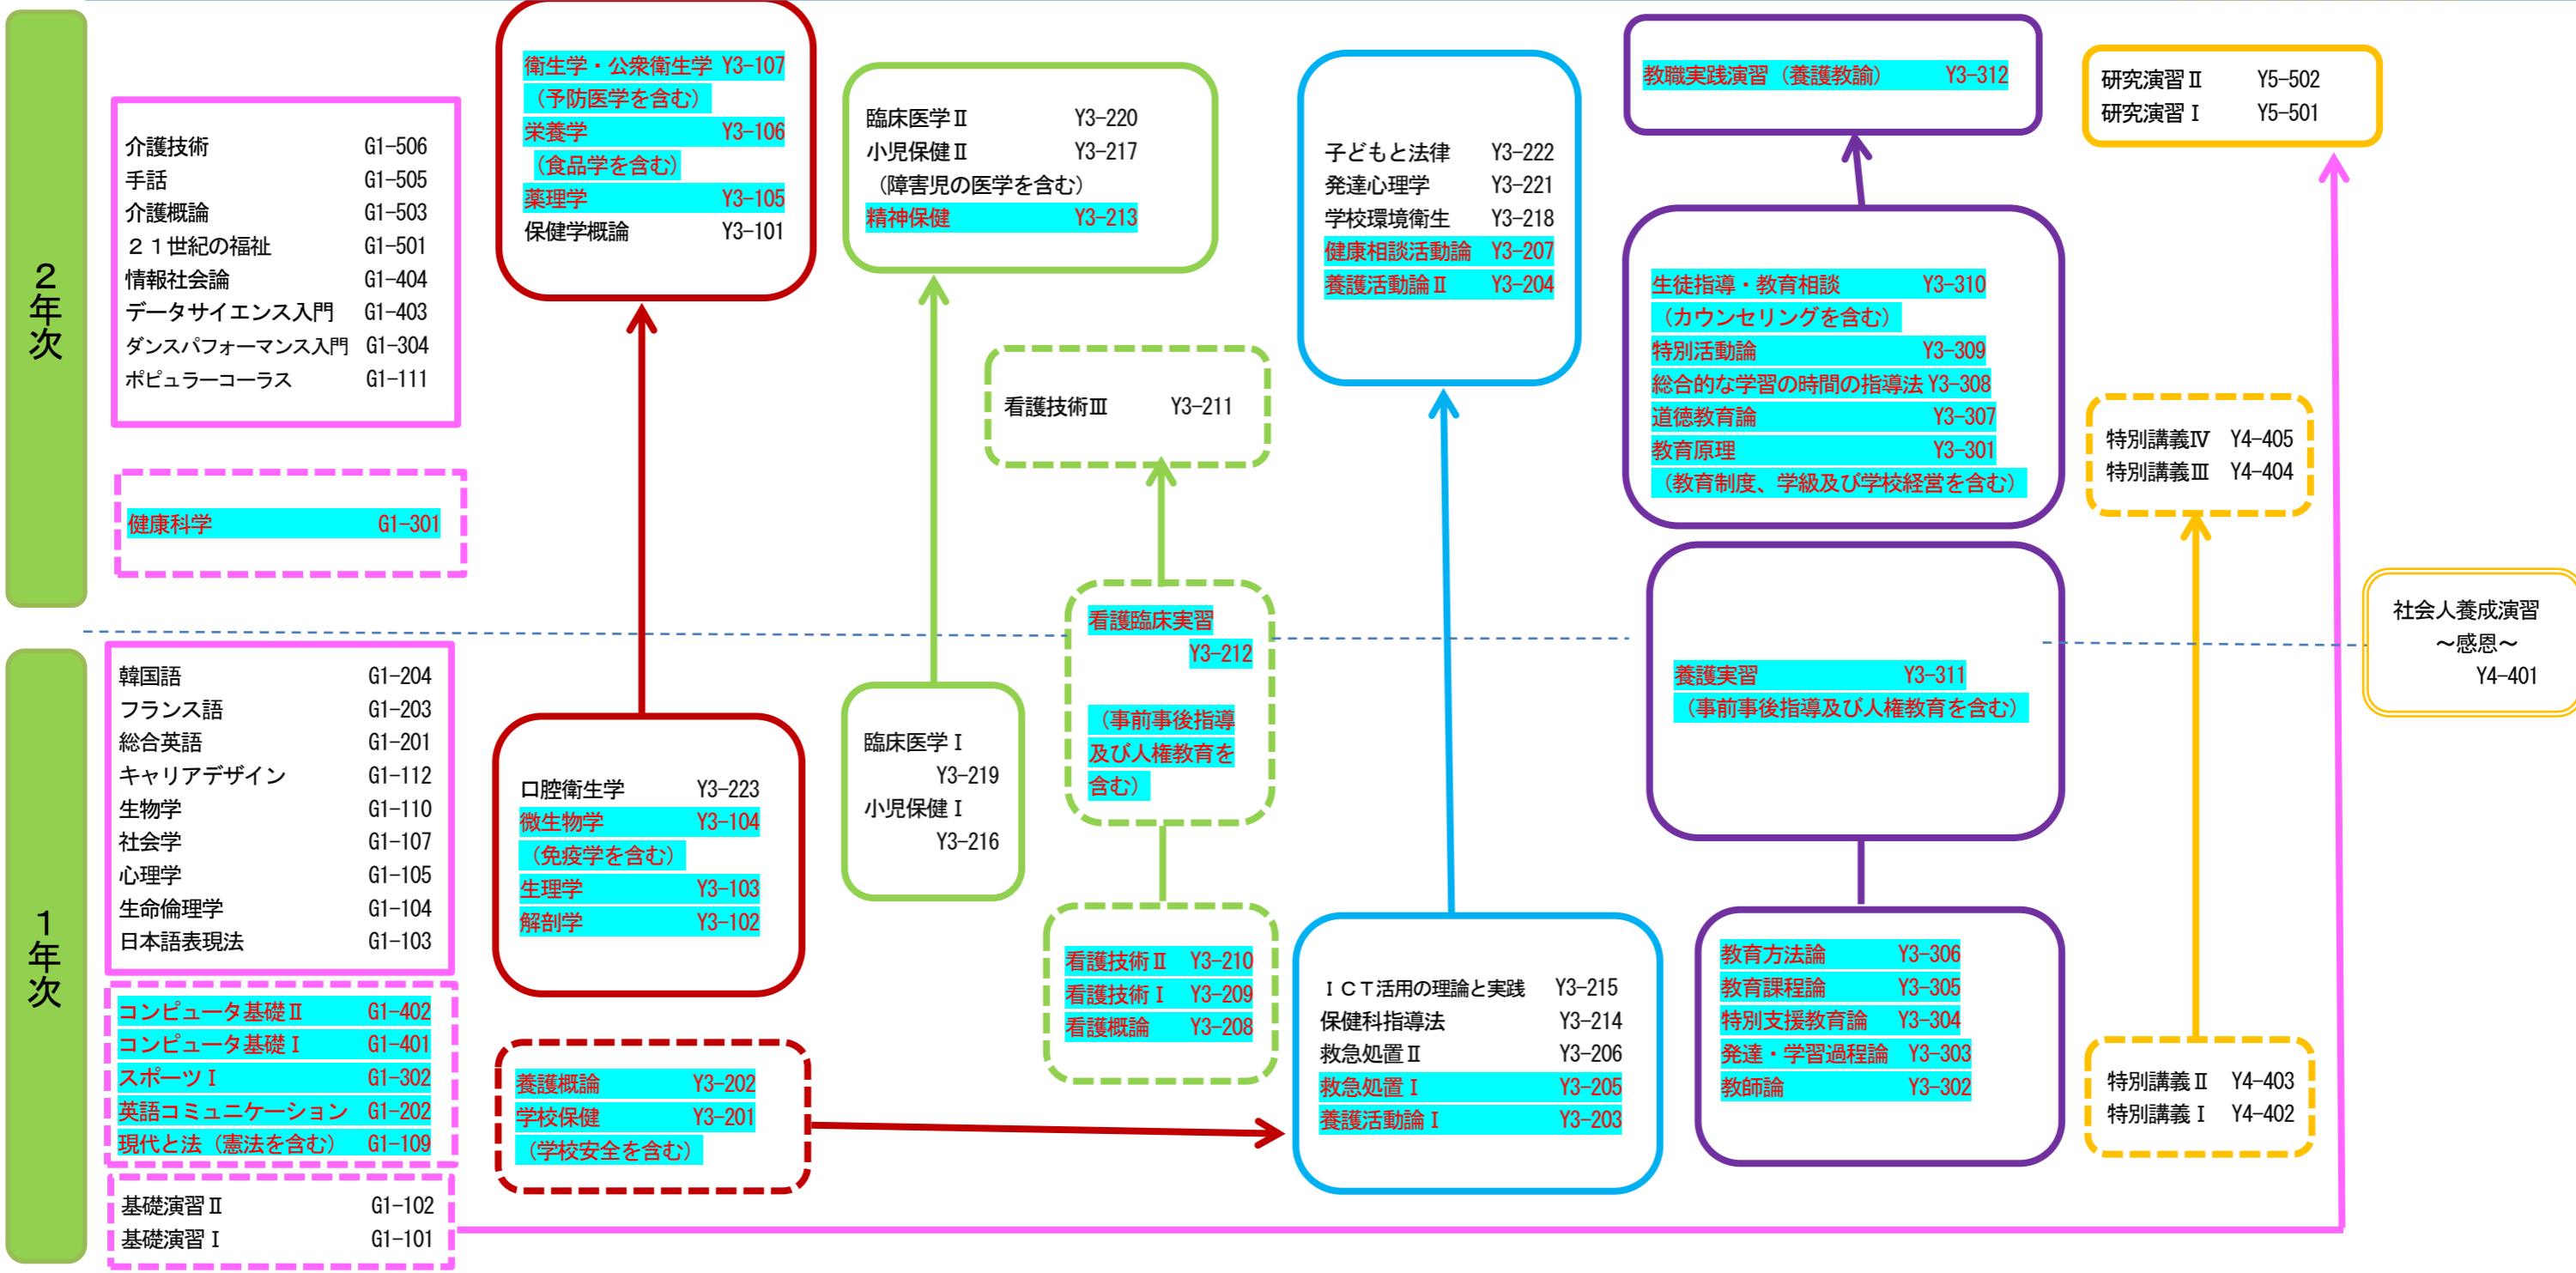 ２年次
介護技術 G1-506
手話 G1-505
介護概論 G1-503
２１世紀の福祉 G1-501
情報社会論 G1-404
データサイエンス入門 G1-403
ダンスパフォーマンス入門 G1-304
ポピュラーコーラス G1-111
健康科学 G1-301
衛生学・公衆衛生学 Y3-107
（予防医学を含む）
栄養学 Y3-106
（食品学を含む）
薬理学 Y3-105
保健学概論 Y3-101
臨床医学Ⅱ Y3-220
小児保健Ⅱ Y3-217
（障害児の医学を含む）
精神保健 Y3-213
看護技術Ⅲ Y3-211
子どもと法律 Y3-222
発達心理学 Y3-221
学校環境衛生 Y3-218
健康相談活動論 Y3-207
養護活動論Ⅱ Y3-204
教職実践演習（養護教諭） Y3-312
生徒指導・教育相談 Y3-310
（カウンセリングを含む）
特別活動論 Y3-309
総合的な学習の時間の指導法 Y3-308
道徳教育論 Y3-307
教育原理 Y3-301
（教育制度、学級及び学校経営を含む）
研究演習Ⅱ Y5-502
研究演習Ⅰ Y5-501
特別講義Ⅳ Y4-405
特別講義Ⅲ Y4-404
看護臨床実習
Y3-212
（事前事後指導
及び人権教育を
含む）
養護実習 Y3-311
（事前事後指導及び人権教育を含む）
社会人養成演習
～感恩～
Y4-401
１年次
韓国語 G1-204
フランス語 G1-203
総合英語 G1-201
キャリアデザイン G1-112
生物学 G1-110
社会学 G1-107
心理学 G1-105
生命倫理学 G1-104
日本語表現法 G1-103
コンピュータ基礎Ⅱ G1-402
コンピュータ基礎Ⅰ G1-401
スポーツⅠ G1-302
英語コミュニケーション G1-202
現代と法（憲法を含む） G1-109
基礎演習Ⅱ G1-102
基礎演習Ⅰ G1-101
口腔衛生学 Y3-223
微生物学 Y3-104
（免疫学を含む）
生理学 Y3-103
解剖学 Y3-102
養護概論 Y3-202
学校保健 Y3-201
（学校安全を含む）
臨床医学Ⅰ
Y3-219
小児保健Ⅰ
Y3-216
看護技術Ⅱ Y3-210
看護技術Ⅰ Y3-209
看護概論 Y3-208
ＩＣＴ活用の理論と実践 Y3-215
保健科指導法 Y3-214
救急処置Ⅱ Y3-206
救急処置Ⅰ Y3-205
養護活動論Ⅰ Y3-203
教育方法論 Y3-306
教育課程論 Y3-305
特別支援教育論 Y3-304
発達・学習過程論 Y3-303
教師論 Y3-302
特別講義Ⅱ Y4-403
特別講義Ⅰ Y4-402